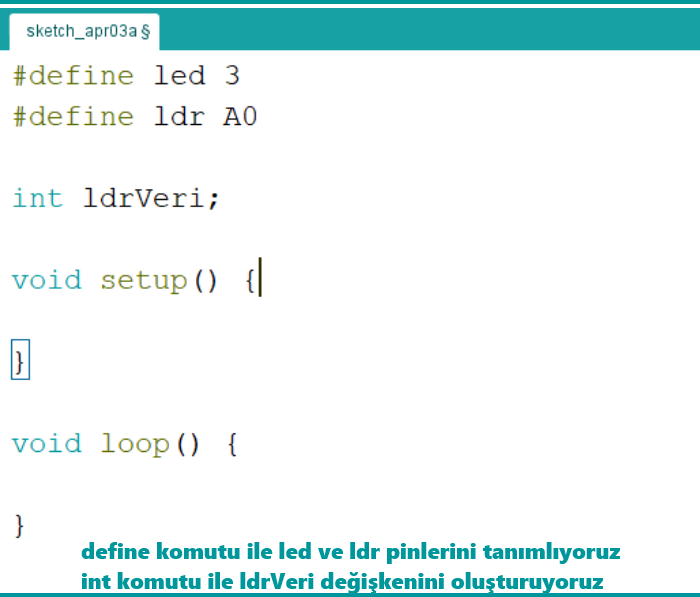 sketch_apr03a §
#define led 3
#define ldr A0
int ldrVeri;
void setup() {
}
void loop() {
}
define komutu ile led ve ldr pinlerini tanımlıyoruz
int komutu ile ldrVeri değişkenini oluşturuyoruz